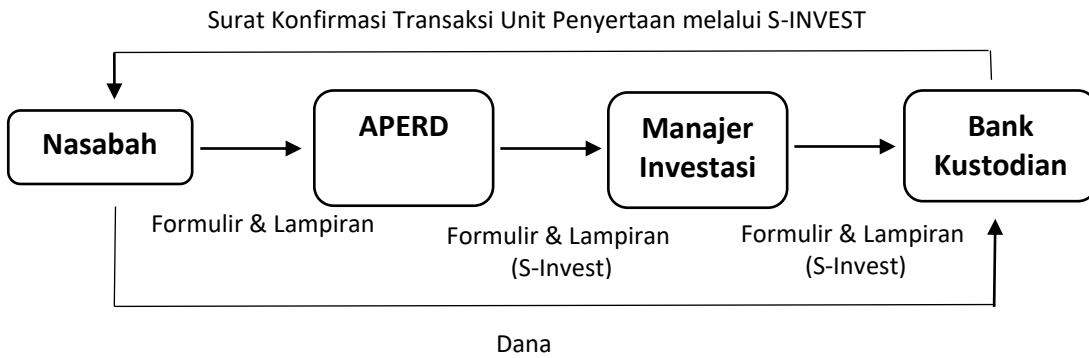 Surat Konfirmasi Transaksi Unit Penyertaan melalui S-INVEST
Nasabah
APERD
Manajer
Investasi
Bank
Kustodian
Formulir & Lampiran
Formulir & Lampiran
(S-Invest)
Formulir & Lampiran
(S-Invest)
Dana